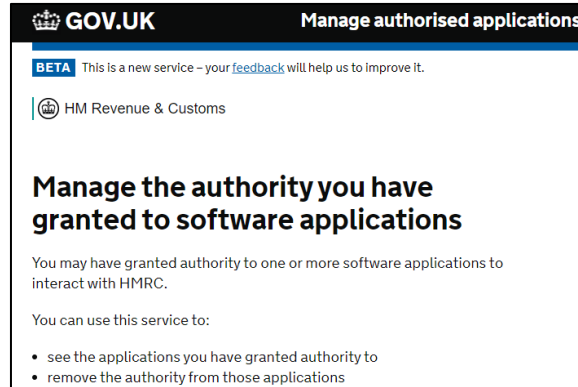 GOV.UK Manage authorised applications
BETA This is a new service – your feedback will help us to improve it.
HM Revenue & Customs
Manage the authority you have
granted to software applications
You may have granted authority to one or more software applications to
interact with HMRC.
You can use this service to:
• see the applications you have granted authority to
• remove the authority from those applications